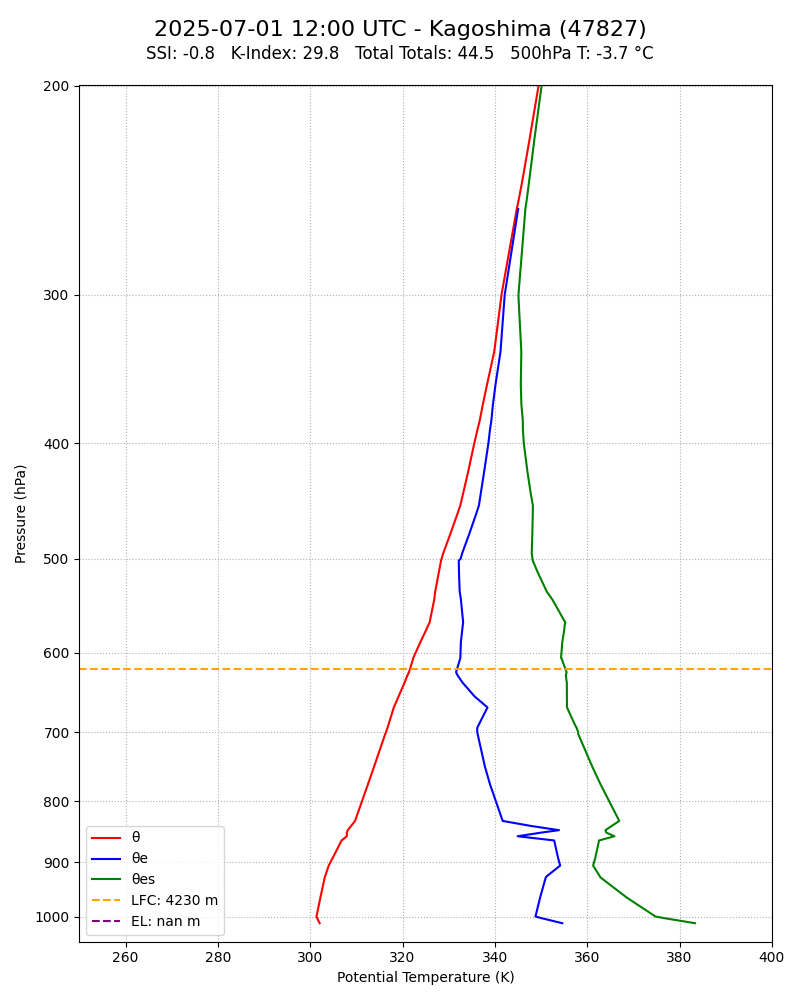 2025-07-01 12:00 UTC - Kagoshima (47827)
SSI: -0.8   K-Index: 29.8   Total Totals: 44.5   500hPa T: -3.7 °C
200
300
400
500
600
700
800
900
1000
Pressure (hPa)
θ
θe
θes
LFC: 4230 m
EL: nan m
260 280 300 320 340 360 380 400
Potential Temperature (K)